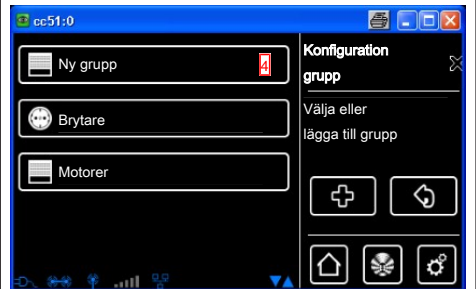 cc51:0
Ny grupp
4
Brytare
Motorer
Konfiguration
grupp
Välja eller
lägga till grupp